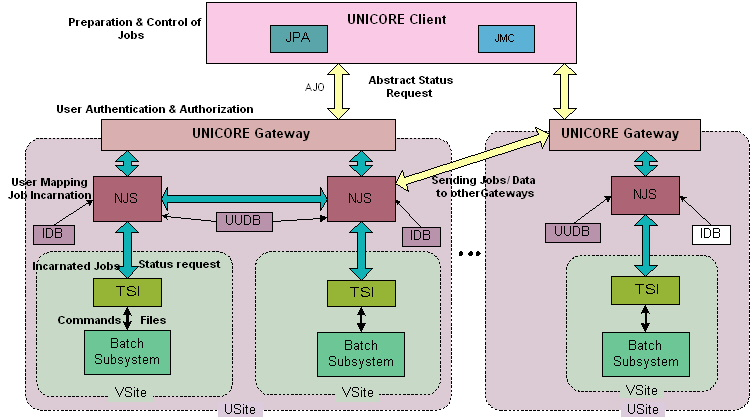 Preparation & Control of
Jobs
UNICORE Client
JPA
JMC
AJO
Abstract Status
Request
User Authentication & Authorization
UNICORE Gateway
UNICORE Gateway
User Mapping
Job Incarnation
NJS
NJS
Sending Jobs/Data
to otherGateways
NJS
IDB
UUDB
IDB
UUDB
IDB
...
Incarnated Jobs
Status request
TSI
TSI
TSI
Commands
Files
Batch
Subsystem
Batch
Subsystem
Batch
Subsystem
VSite
VSite
VSite
USite
USite